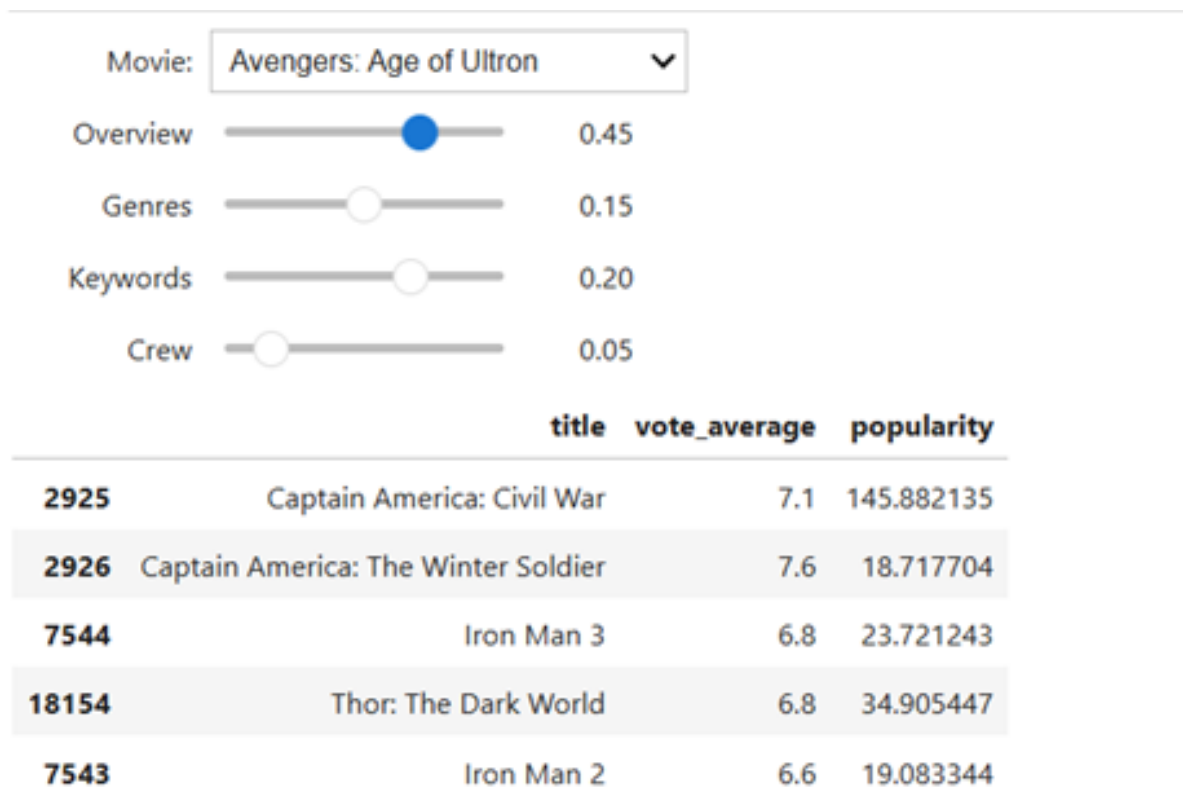 Movie: Avengers: Age of Ultron
Overview 0.45
Genres 0.15
Keywords 0.20
Crew 0.05
title vote_average popularity
2925 Captain America: Civil War 7.1 145.882135
2926 Captain America: The Winter Soldier 7.6 18.717704
7544 Iron Man 3 6.8 23.721243
18154 Thor: The Dark World 6.8 34.905447
7543 Iron Man 2 6.6 19.083344